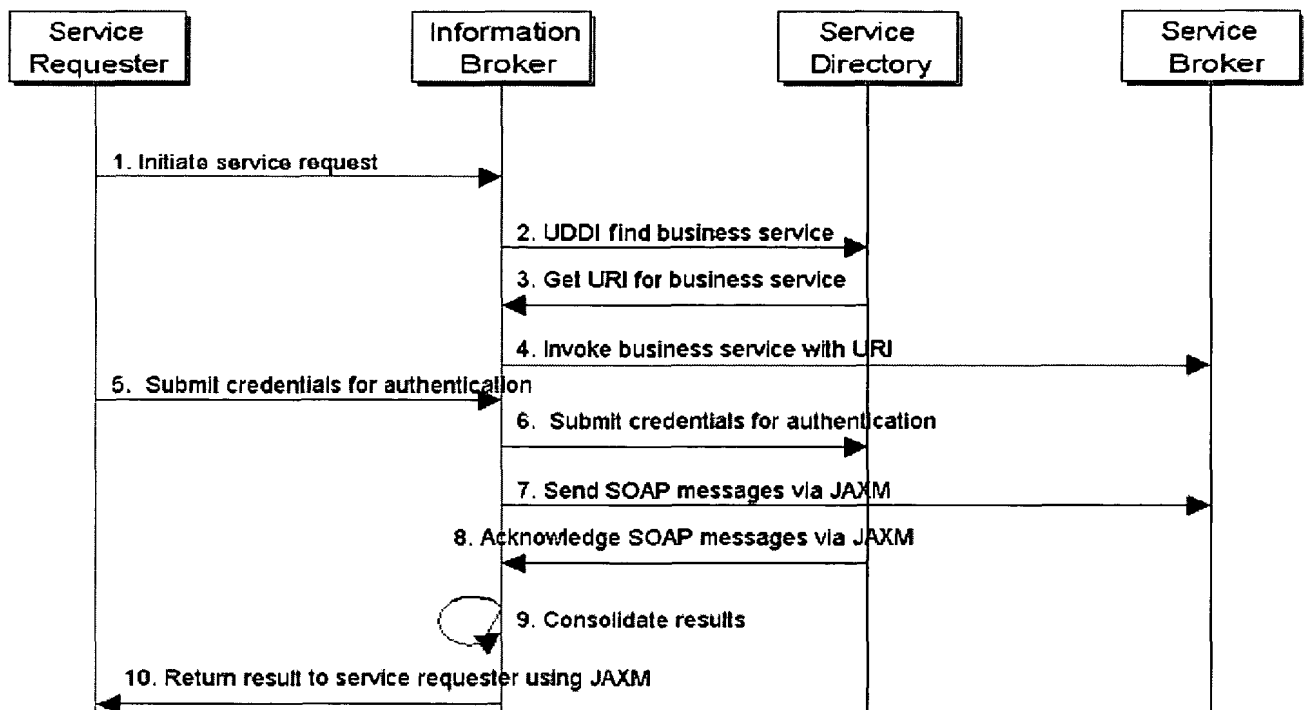 Service
Requester
Information
Broker
Service
Directory
Service
Broker
1. Initiate service request
2. UDDI find business service
3. Get URI for business service
4. Invoke business service with URI
5. Submit credentials for authentication
6. Submit credentials for authentication
7. Send SOAP messages via JAXM
8. Acknowledge SOAP messages via JAXM
9. Consolidate results
10. Return result to service requester using JAXM